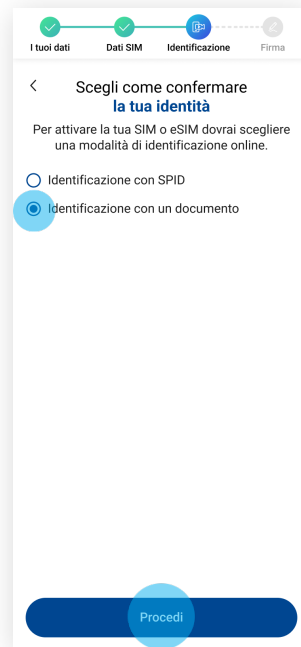 I tuoi dati Dati SIM Identificazione Firma
Scegli come confermare
la tua identità
Per attivare la tua SIM o eSIM dovrai scegliere
una modalità di identificazione online.
Identificazione con SPID
Identificazione con un documento
Procedi